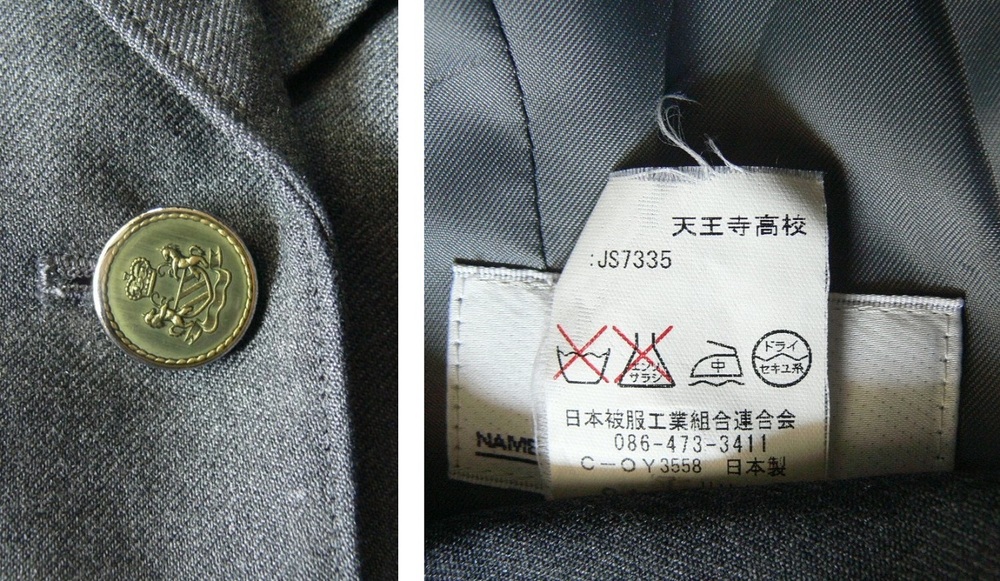 天王寺高校
:JS7335
エンソ
サラシ
中
ドライ
セキユ系
日本被服工業組合連合会
086-473-3411
C-OY3558 日本製
NAME